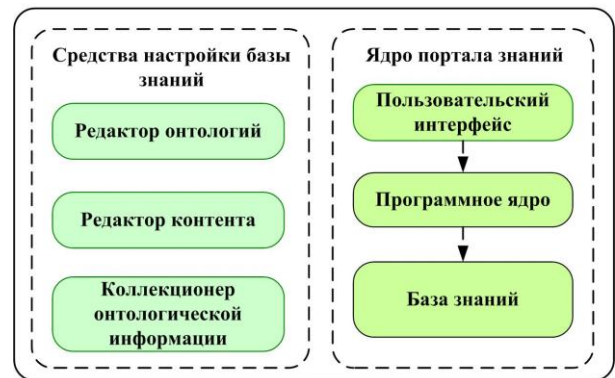 Средства настройки базы
знаний
Редактор онтологий
Редактор контента
Коллекционер
онтологической
информации
Ядро портала знаний
Пользовательский
интерфейс
Программное ядро
База знаний